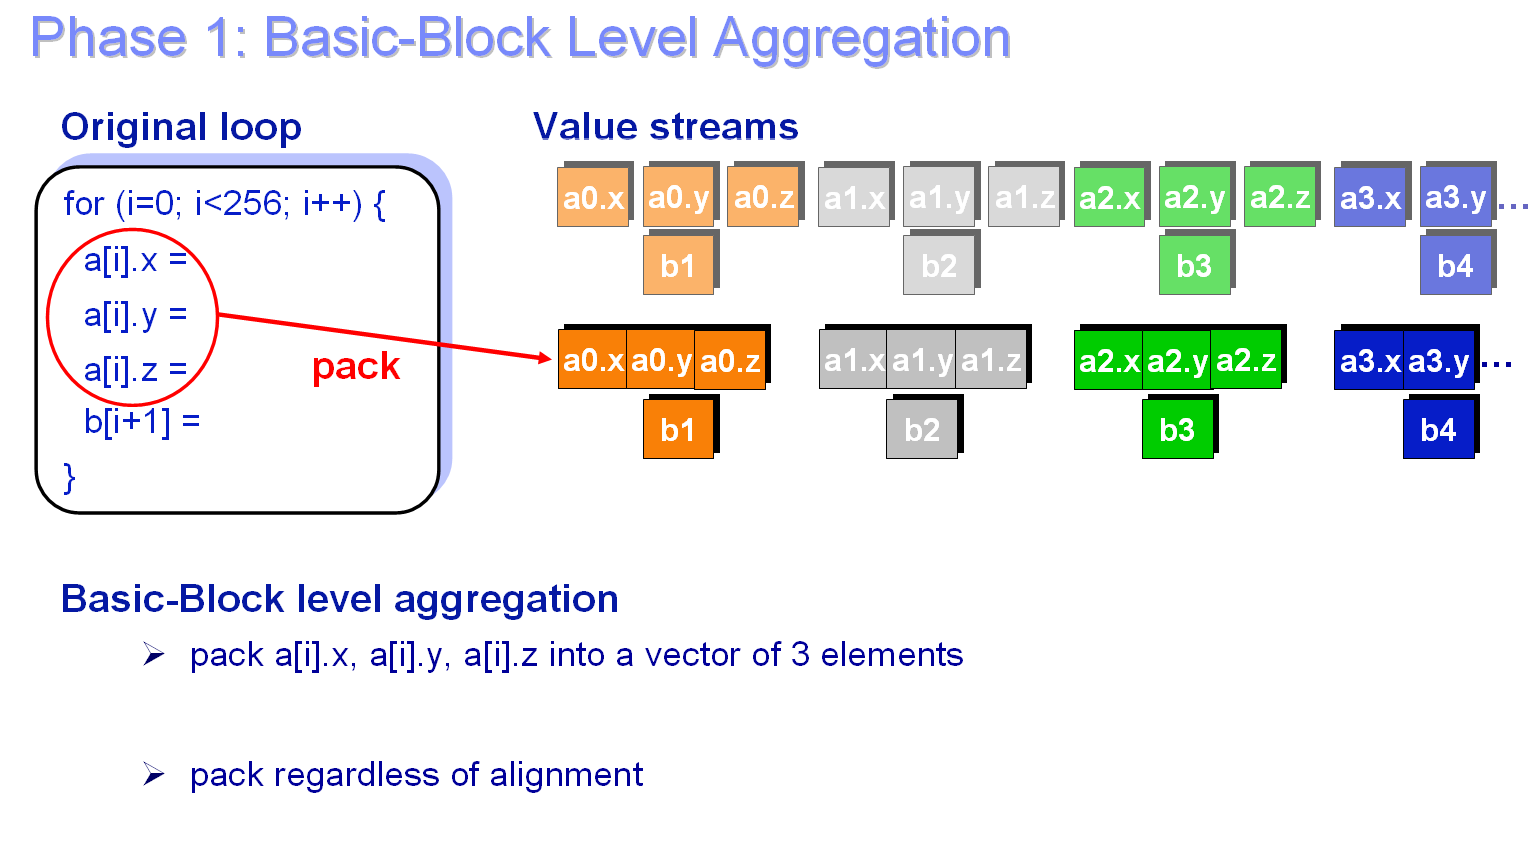 Phase 1: Basic-Block Level Aggregation
Original loop
for (i=0; i<256; i++) {
a[i].x =
a[i].y =
a[i].z =
b[i+1] =
}
pack
Value streams
a0.x a0.y a0.z a1.x a1.y a1.z a2.x a2.y a2.z a3.x a3.y ...
b1 b2 b3 b4
a0.x a0.y a0.z a1.x a1.y a1.z a2.x a2.y a2.z a3.x a3.y ...
b1 b2 b3 b4
Basic-Block level aggregation
➢ pack a[i].x, a[i].y, a[i].z into a vector of 3 elements
➢ pack regardless of alignment